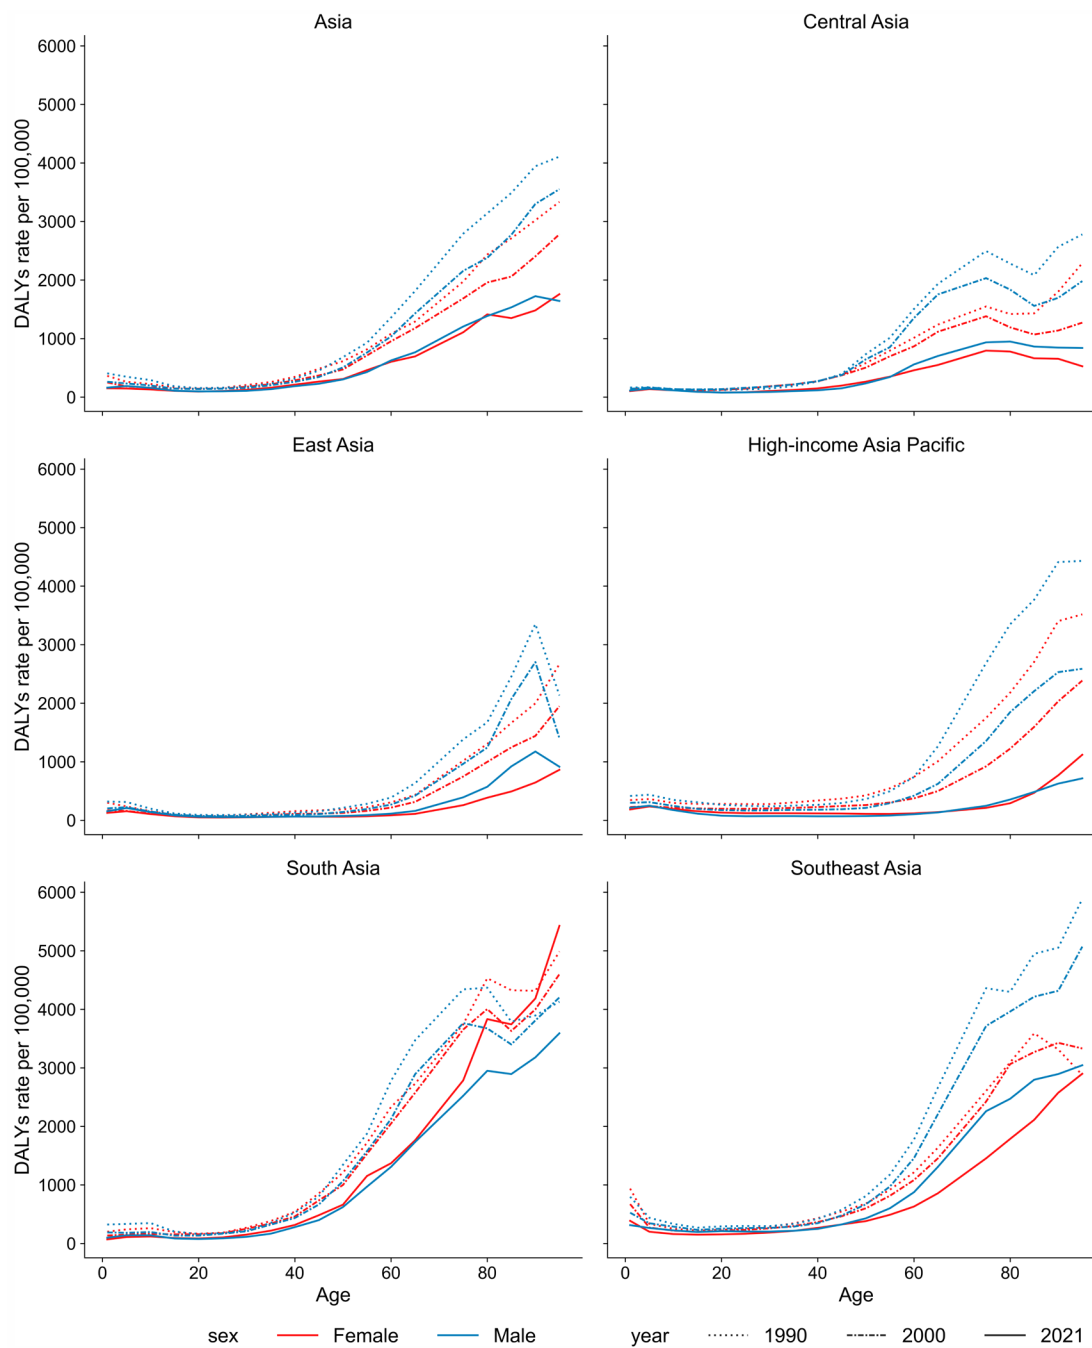 Asia
Central Asia
6000
5000
4000
3000
2000
1000
0
DALYs rate per 100,000
East Asia
High-income Asia Pacific
6000
5000
4000
3000
2000
1000
0
DALYs rate per 100,000
South Asia
Southeast Asia
6000
5000
4000
3000
2000
1000
0
DALYs rate per 100,000
0 20 40 60 80
0 20 40 60 80
Age
Age
sex Female Male year 1990 2000 2021